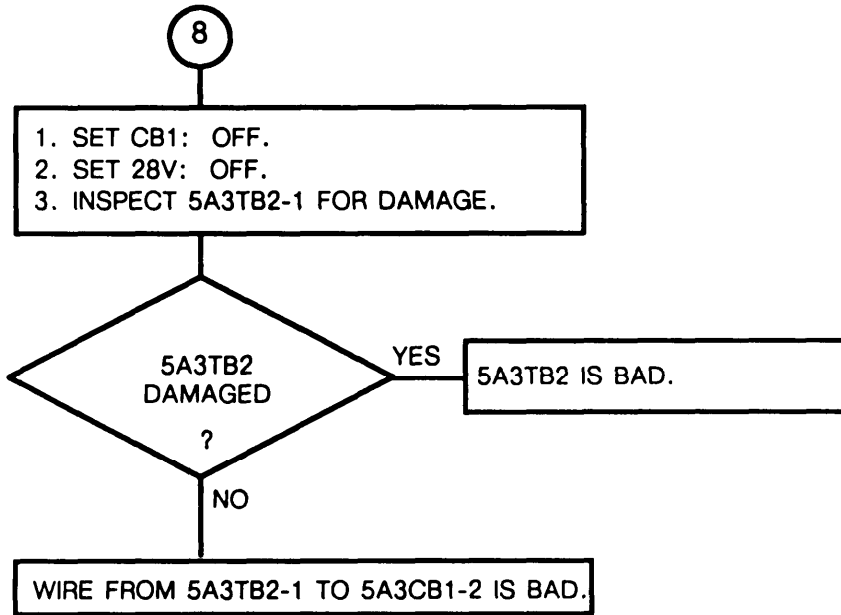 8
1. SET CB1: OFF.
2. SET 28V: OFF.
3. INSPECT 5A3TB2-1 FOR DAMAGE.
5A3TB2
DAMAGED
?
YES
5A3TB2 IS BAD.
NO
WIRE FROM 5A3TB2-1 TO 5A3CB1-2 IS BAD.